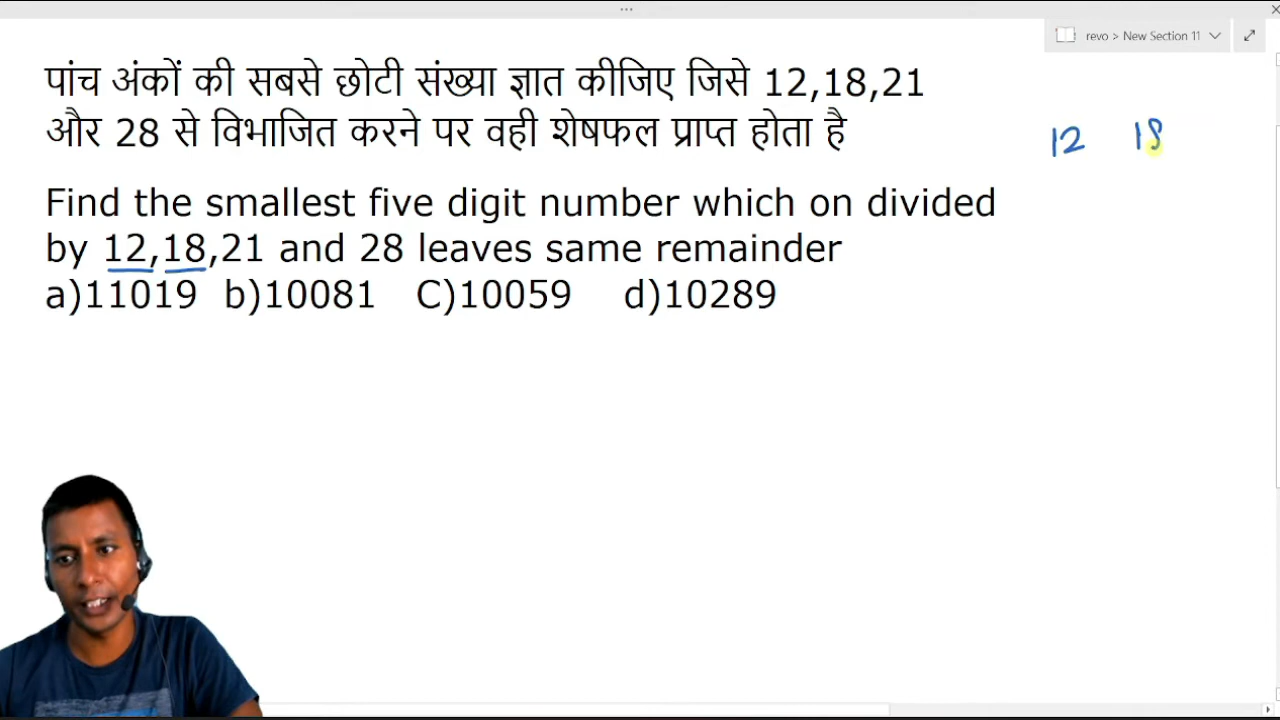 revo > New Section 11
पांच अंकों की सबसे छोटी संख्या ज्ञात कीजिए जिसे 12,18,21
और 28 से विभाजित करने पर वही शेषफल प्राप्त होता है
12 18
Find the smallest five digit number which on divided
by 12,18,21 and 28 leaves same remainder
a)11019 b)10081 C)10059 d)10289